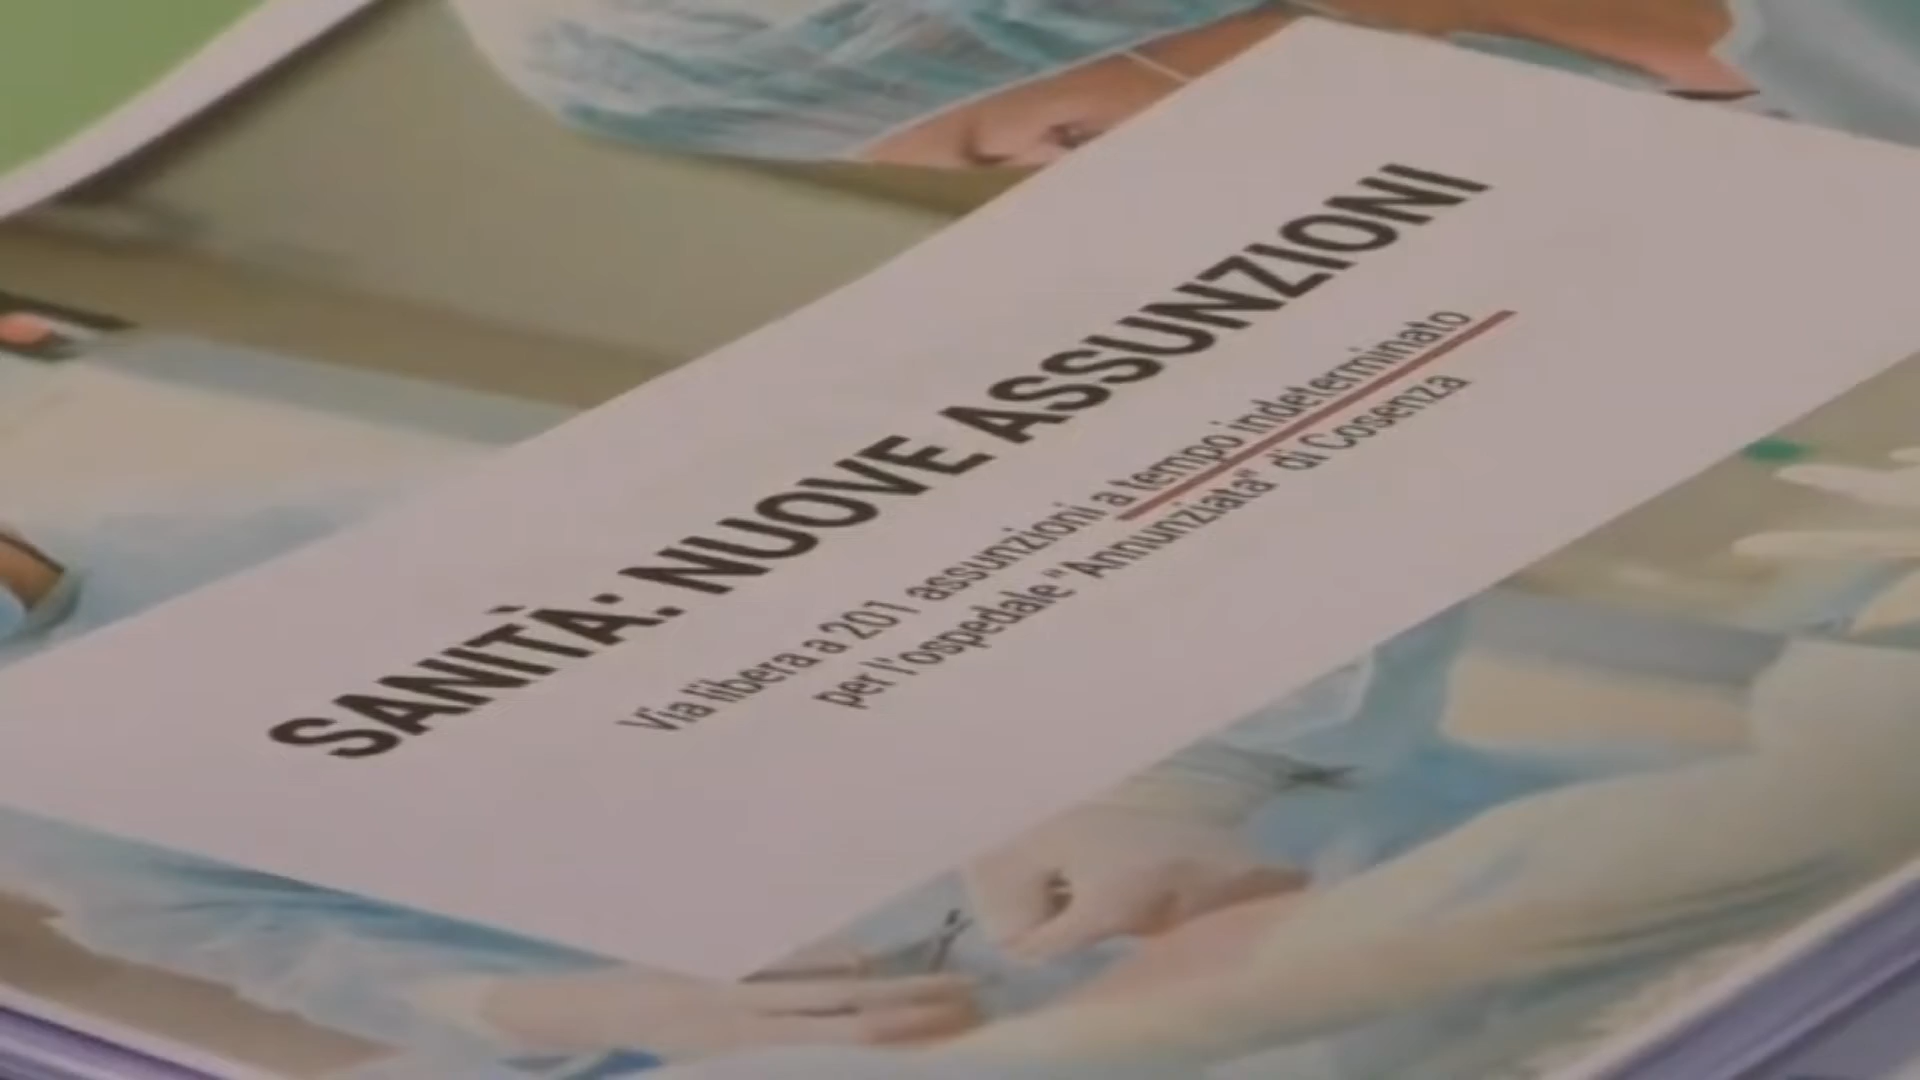 SANITÀ: NUOVE ASSUNZIONI
Via libera a 201 assunzioni a tempo indeterminato
per l'ospedale "Annunziata" di Cosenza